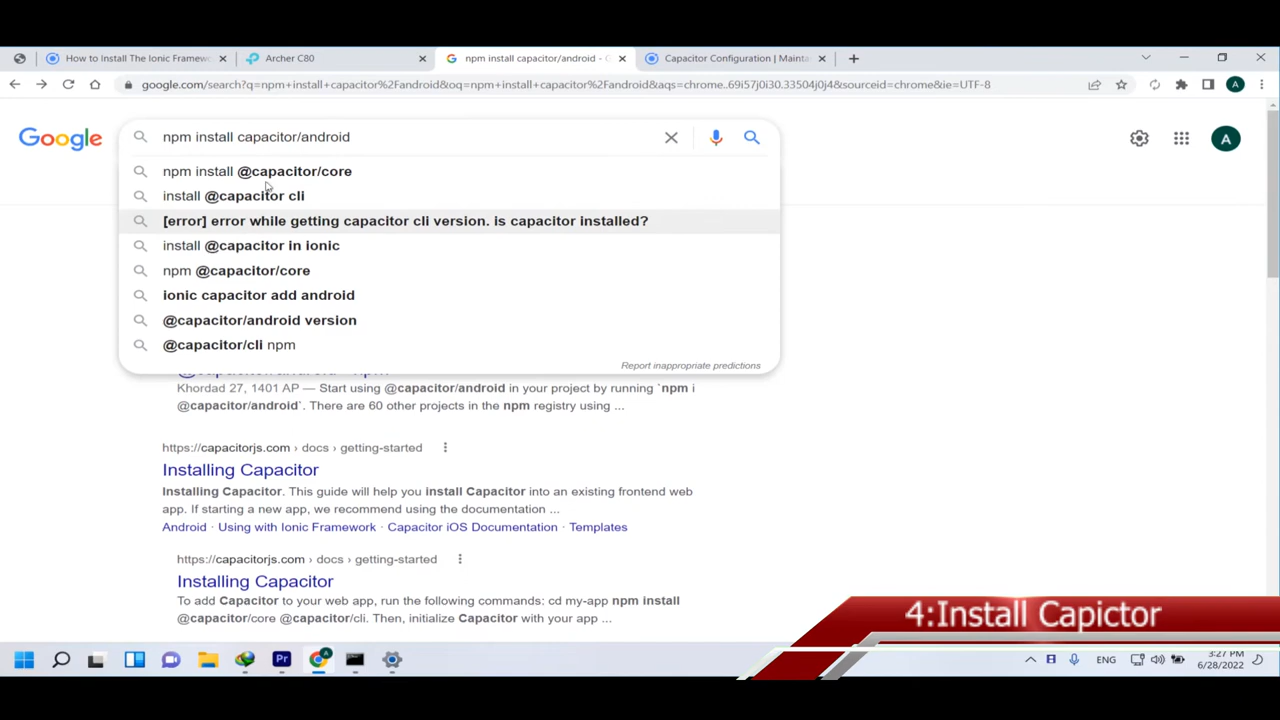 How to Install The Ionic Framewo
Archer C80
npm install capacitor/android - G
Capacitor Configuration | Mainta
google.com/search?q=npm+install+capacitor%2Fandroid&oq=npm+install+capacitor%2Fandroid&aqs=chrome..69i57j0i30.33504j0j4&sourceid=chrome&ie=UTF-8
A
Google
npm install capacitor/android
A
npm install @capacitor/core
install @capacitor cli
[error] error while getting capacitor cli version. is capacitor installed?
install @capacitor in ionic
npm @capacitor/core
ionic capacitor add android
@capacitor/android version
@capacitor/cli npm
Report inappropriate predictions
Khordad 27, 1401 AP — Start using @capacitor/android in your project by running `npm i
@capacitor/android`. There are 60 other projects in the npm registry using ...
https://capacitorjs.com › docs › getting-started
Installing Capacitor
Installing Capacitor. This guide will help you install Capacitor into an existing frontend web
app. If starting a new app, we recommend using the documentation ...
Android · Using with Ionic Framework · Capacitor iOS Documentation · Templates
https://capacitorjs.com › docs › getting-started
Installing Capacitor
To add Capacitor to your web app, run the following commands: cd my-app npm install
@capacitor/core @capacitor/cli. Then, initialize Capacitor with your app ...
4:Install Capictor
Pr
A
ENG
3:27 PM
6/28/2022